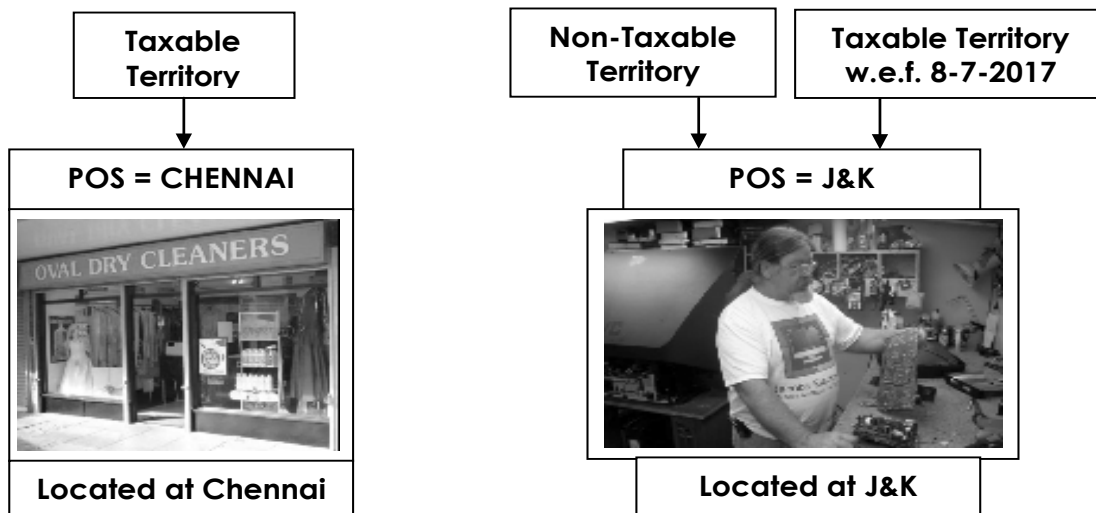 Taxable
Territory
POS = CHENNAI
OVAL DRY CLEANERS
Located at Chennai
Non-Taxable
Territory
Taxable Territory
w.e.f. 8-7-2017
POS = J&K
Located at J&K